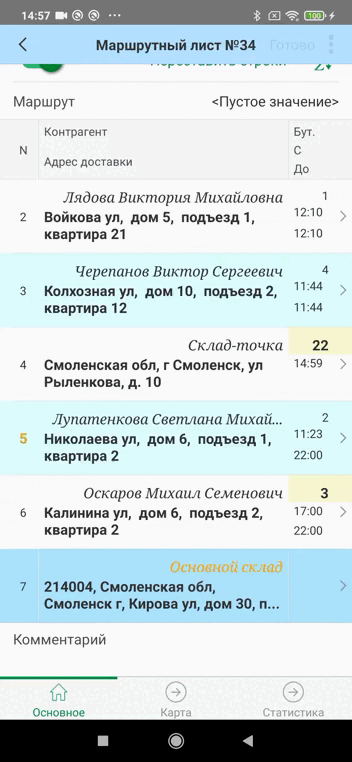 14:57 ... 100
Маршрутный лист №34 Готово
Переставить строки
Маршрут <Пустое значение>
N Контрагент Бут.
С
Адрес доставки До
Лядова Виктория Михайловна 1
2 Войкова ул, дом 5, подъезд 1, 12:10
квартира 21 12:10
Черепанов Виктор Сергеевич 4
3 Колхозная ул, дом 10, подъезд 2, 11:44
квартира 12 11:44
Склад-точка 22
4 Смоленская обл, г Смоленск, ул 14:59
Рыленкова, д. 10
Лупатенкова Светлана Михай... 2
5 Николаева ул, дом 6, подъезд 1, 11:23
квартира 2 22:00
Оскаров Михаил Семенович 3
6 Калинина ул, дом 6, подъезд 2, 17:00
квартира 2 22:00
Основной склад
7 214004, Смоленская обл,
Смоленск г, Кирова ул, дом 30, п...
Комментарий
Основное Карта Статистика